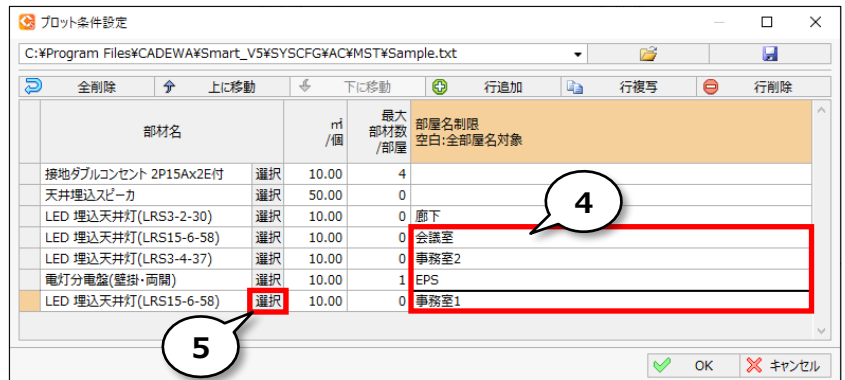 プロット条件設定
C:¥Program Files¥CADEWA¥Smart_V5¥SYSCFG¥AC¥MST¥Sample.txt
全削除 上に移動 下に移動 行追加 行複写 行削除
部材名 ㎡/個 最大部材数/部屋 部屋名制限
空白:全部屋名対象
接地ダブルコンセント 2P15Ax2E付 選択 10.00 4
天井埋込スピーカ 選択 50.00 0
LED 埋込天井灯(LRS3-2-30) 選択 10.00 0 廊下
LED 埋込天井灯(LRS15-6-58) 選択 10.00 0 会議室
LED 埋込天井灯(LRS3-4-37) 選択 10.00 0 事務室2
電灯分電盤(壁掛・両開) 選択 10.00 1 EPS
LED 埋込天井灯(LRS15-6-58) 選択 10.00 0 事務室1
4
5
OK キャンセル